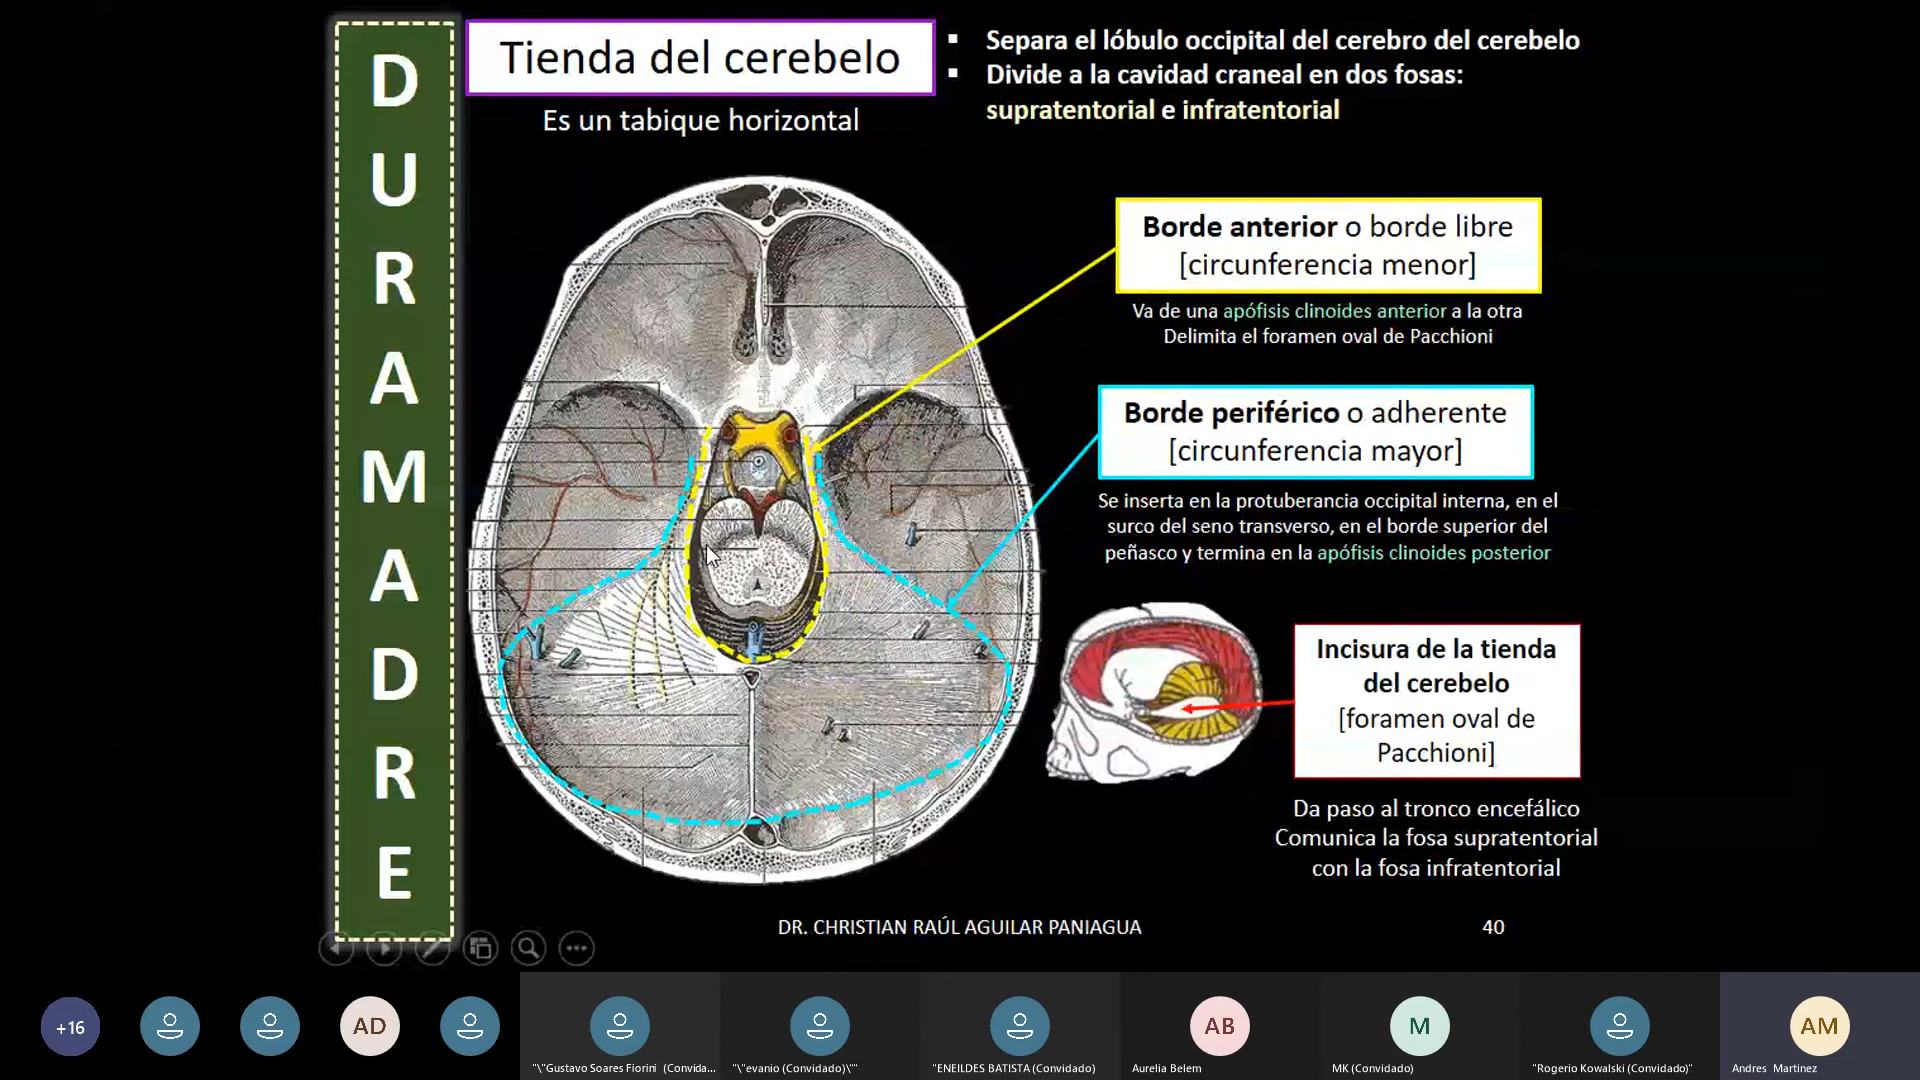 DURAMADRE
Tienda del cerebelo
Es un tabique horizontal
▪ Separa el lóbulo occipital del cerebro del cerebelo
▪ Divide a la cavidad craneal en dos fosas:
supratentorial e infratentorial
Borde anterior o borde libre
[circunferencia menor]
Va de una apófisis clinoides anterior a la otra
Delimita el foramen oval de Pacchioni
Borde periférico o adherente
[circunferencia mayor]
Se inserta en la protuberancia occipital interna, en el
surco del seno transverso, en el borde superior del
peñasco y termina en la apófisis clinoides posterior
Incisura de la tienda
del cerebelo
[foramen oval de
Pacchioni]
Da paso al tronco encefálico
Comunica la fosa supratentorial
con la fosa infratentorial
DR. CHRISTIAN RAÚL AGUILAR PANIAGUA
40
+16
AD
AB
M
AM
"\"Gustavo Soares Fiorini (Convida...
"\"evanio (Convidado)\""
"ENEILDES BATISTA (Convidado)
Aurelia Belem
MK (Convidado)
"Rogerio Kowalski (Convidado)"
Andres Martinez